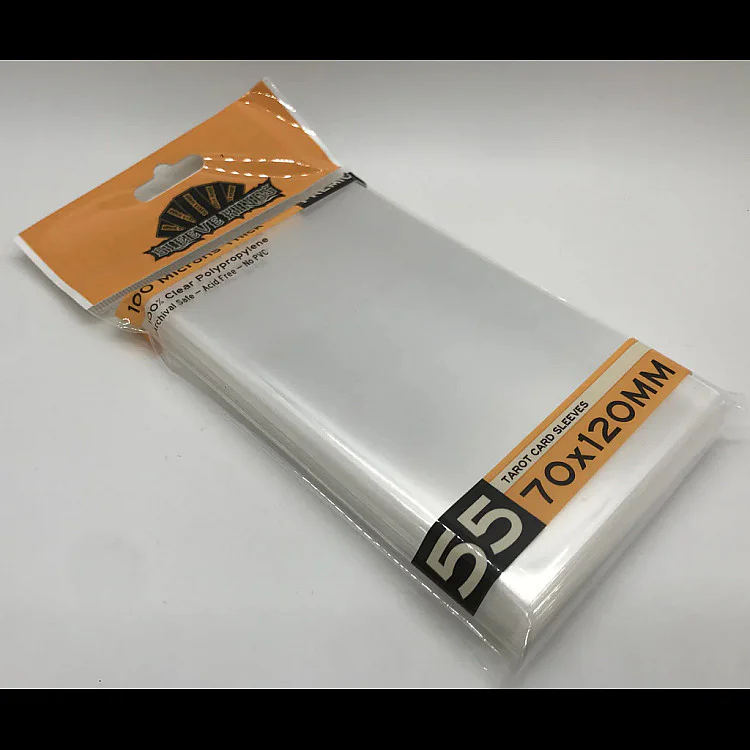 SLEEVE KINGS
100 Microns Thick
100% Clear Polypropylene
Archival Safe – Acid Free – No PVC
TAROT CARD SLEEVES
55 70x120MM